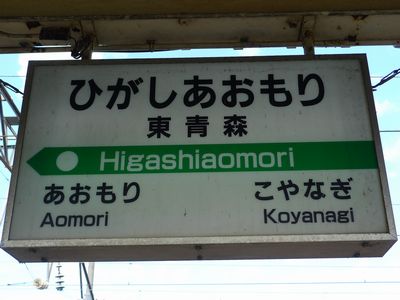 ひがしあおもり
東青森
Higashiaomori
あおもり こやなぎ
Aomori Koyanagi